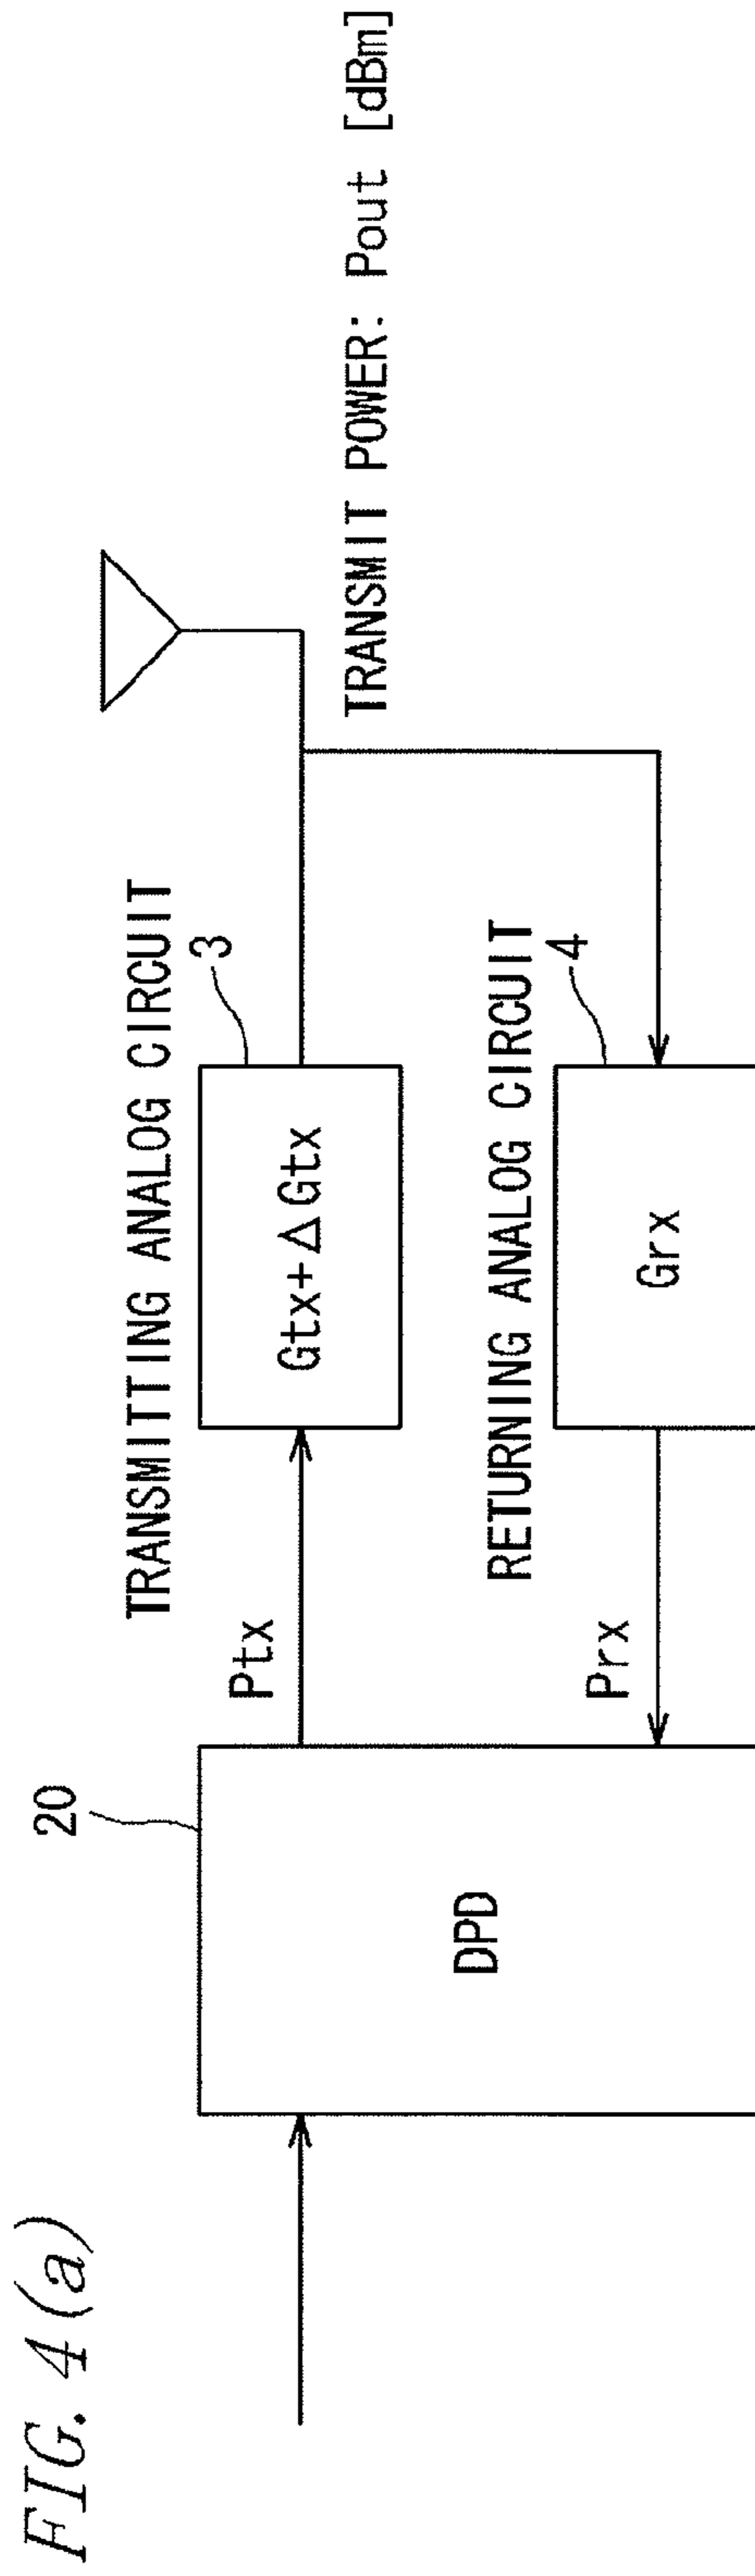 FIG. 4(a)
20
DPD
Ptx
Prx
TRANSMITTING ANALOG CIRCUIT
3
Gtx+ΔGtx
RETURNING ANALOG CIRCUIT
4
Grx
TRANSMIT POWER: Pout [dBm]